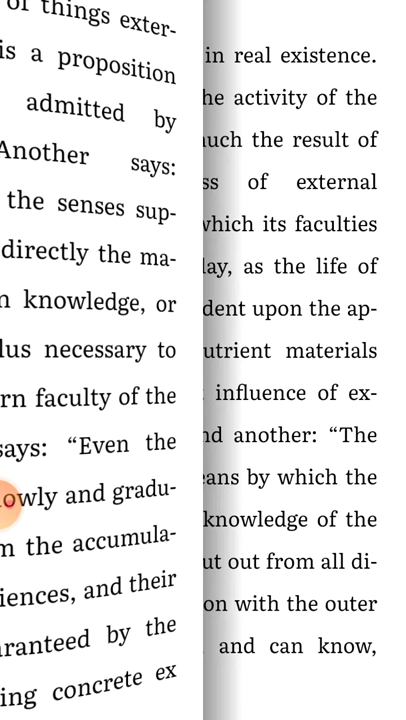 of things exter-
is a proposition
admitted by
Another says:
the senses sup-
directly the ma-
knowledge, or
lus necessary to
rn faculty of the
says: “Even the
lowly and gradu-
m the accumula-
iences, and their
aranteed by the
ing concrete ex
in real existence.
he activity of the
uch the result of
ss of external
which its faculties
lay, as the life of
dent upon the ap-
utrient materials
influence of ex-
nd another: “The
eans by which the
knowledge of the
ut out from all di-
on with the outer
and can know,